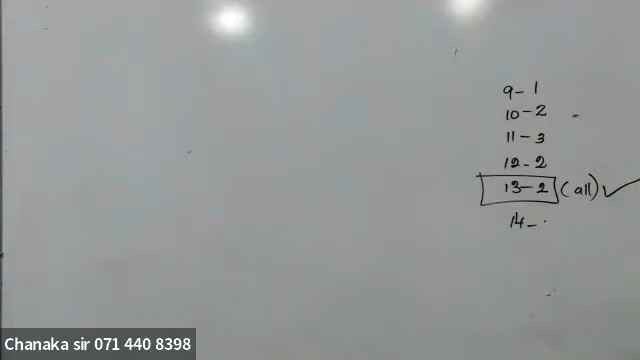 9 - 1
10 - 2
11 - 3
12 - 2
13 - 2 (all) ✓
14 - .
Chanaka sir 071 440 8398